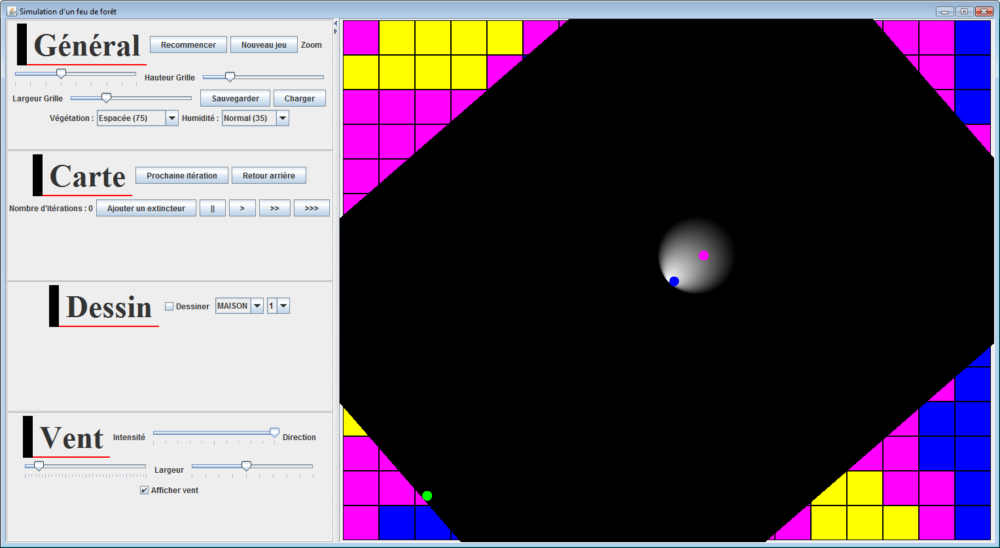 Simulation d'un feu de forêt
Général Recommencer Nouveau jeu Zoom
Hauteur Grille
Largeur Grille Sauvegarder Charger
Végétation : Espacée (75) Humidité : Normal (35)
Carte Prochaine itération Retour arrière
Nombre d'itérations : 0 Ajouter un extincteur || > >> >>>
Dessin Dessiner MAISON 1
Vent Intensité Direction
Largeur
Afficher vent